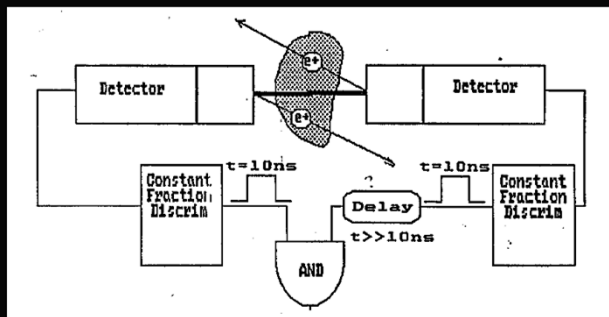 e+
Detector
Detector
e+
t=10ns
t=10ns
Constant
Fraction
Discrim
?
Delay
Constant
Fraction
Discrim
t>>10ns
AND